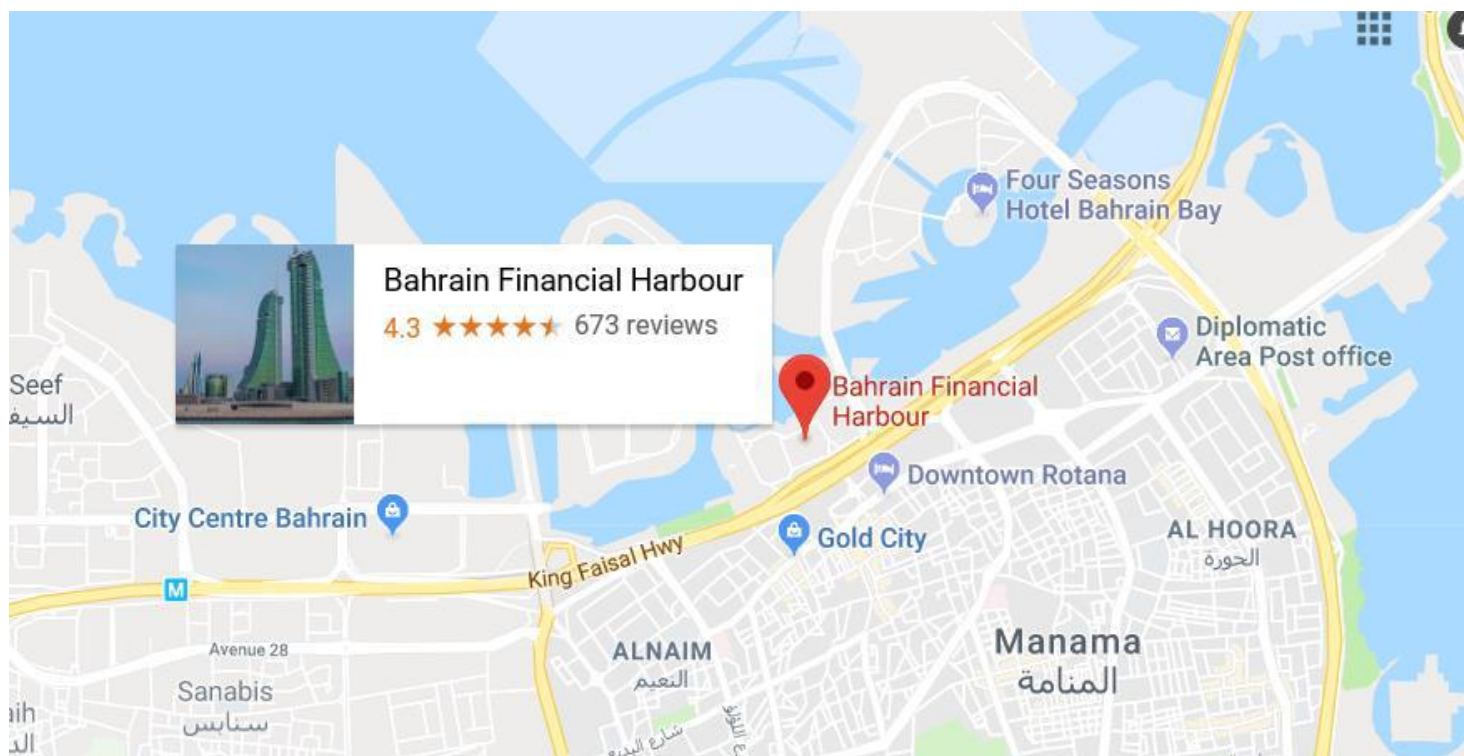 Four Seasons
Hotel Bahrain Bay
Bahrain Financial Harbour
4.3 673 reviews
Diplomatic
Area Post office
Seef
السيف
Bahrain Financial
Harbour
Downtown Rotana
City Centre Bahrain
Gold City
AL HOORA
الحورة
King Faisal Hwy
M
Avenue 28
ALNAIM
النعيم
Manama
المنامة
Sanabis
سنابس
شارع البديع